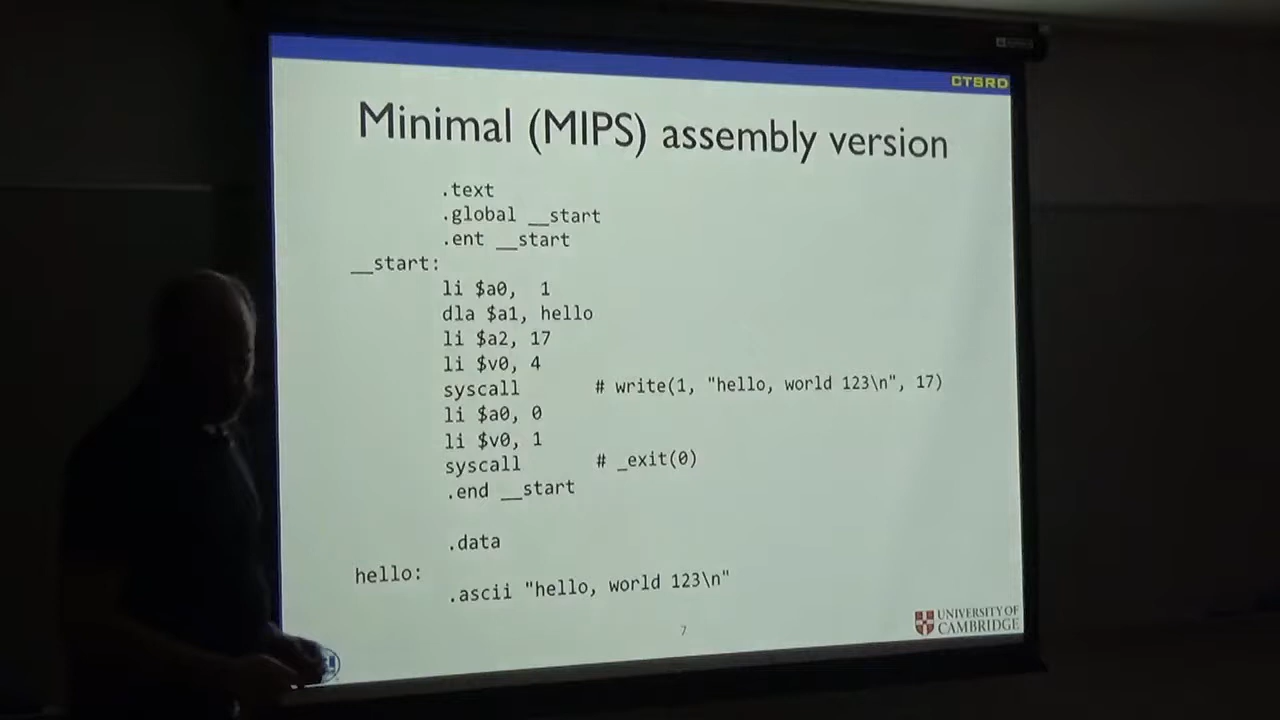 CTSRD
Minimal (MIPS) assembly version
.text
.global __start
.ent __start
__start:
li $a0, 1
dla $a1, hello
li $a2, 17
li $v0, 4
syscall # write(1, "hello, world 123\n", 17)
li $a0, 0
li $v0, 1
syscall # _exit(0)
.end __start
.data
hello:
.ascii "hello, world 123\n"
7
UNIVERSITY OF
CAMBRIDGE